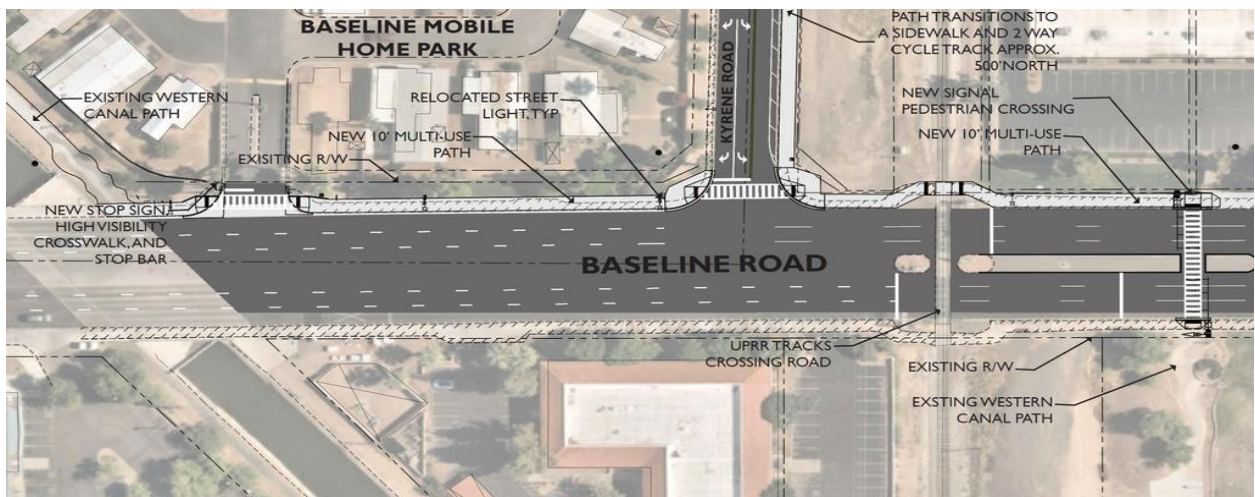 BASELINE MOBILE
HOME PARK
PATH TRANSITIONS TO
A SIDEWALK AND 2 WAY
CYCLE TRACK APPROX.
500' NORTH
KYRENE ROAD
EXISTING WESTERN
CANAL PATH
RELOCATED STREET
LIGHT, TYP
NEW SIGNAL
PEDESTRIAN CROSSING
NEW 10' MULTI-USE
PATH
NEW 10' MULTI-USE
PATH
EXISITING R/W
NEW STOP SIGN,
HIGH VISIBILITY
CROSSWALK, AND
STOP BAR
BASELINE ROAD
UPRR TRACKS
CROSSING ROAD
EXISTING R/W
EXSTING WESTERN
CANAL PATH